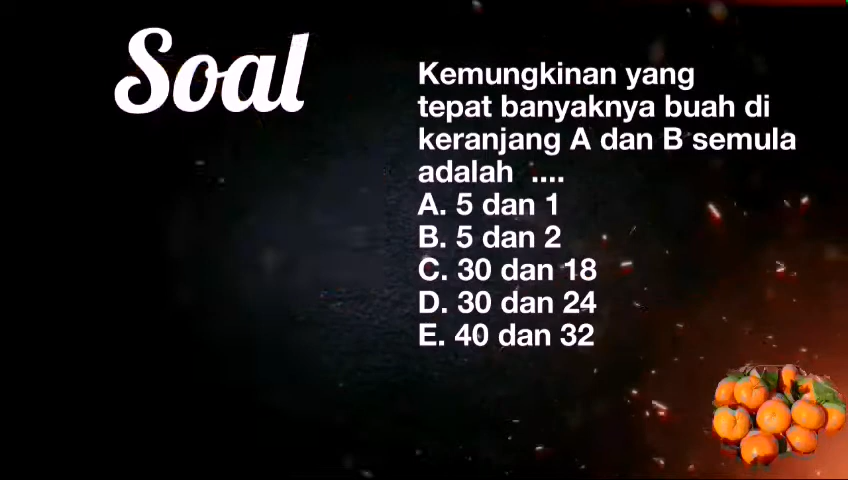 Soal
Kemungkinan yang
tepat banyaknya buah di
keranjang A dan B semula
adalah ....
A. 5 dan 1
B. 5 dan 2
C. 30 dan 18
D. 30 dan 24
E. 40 dan 32